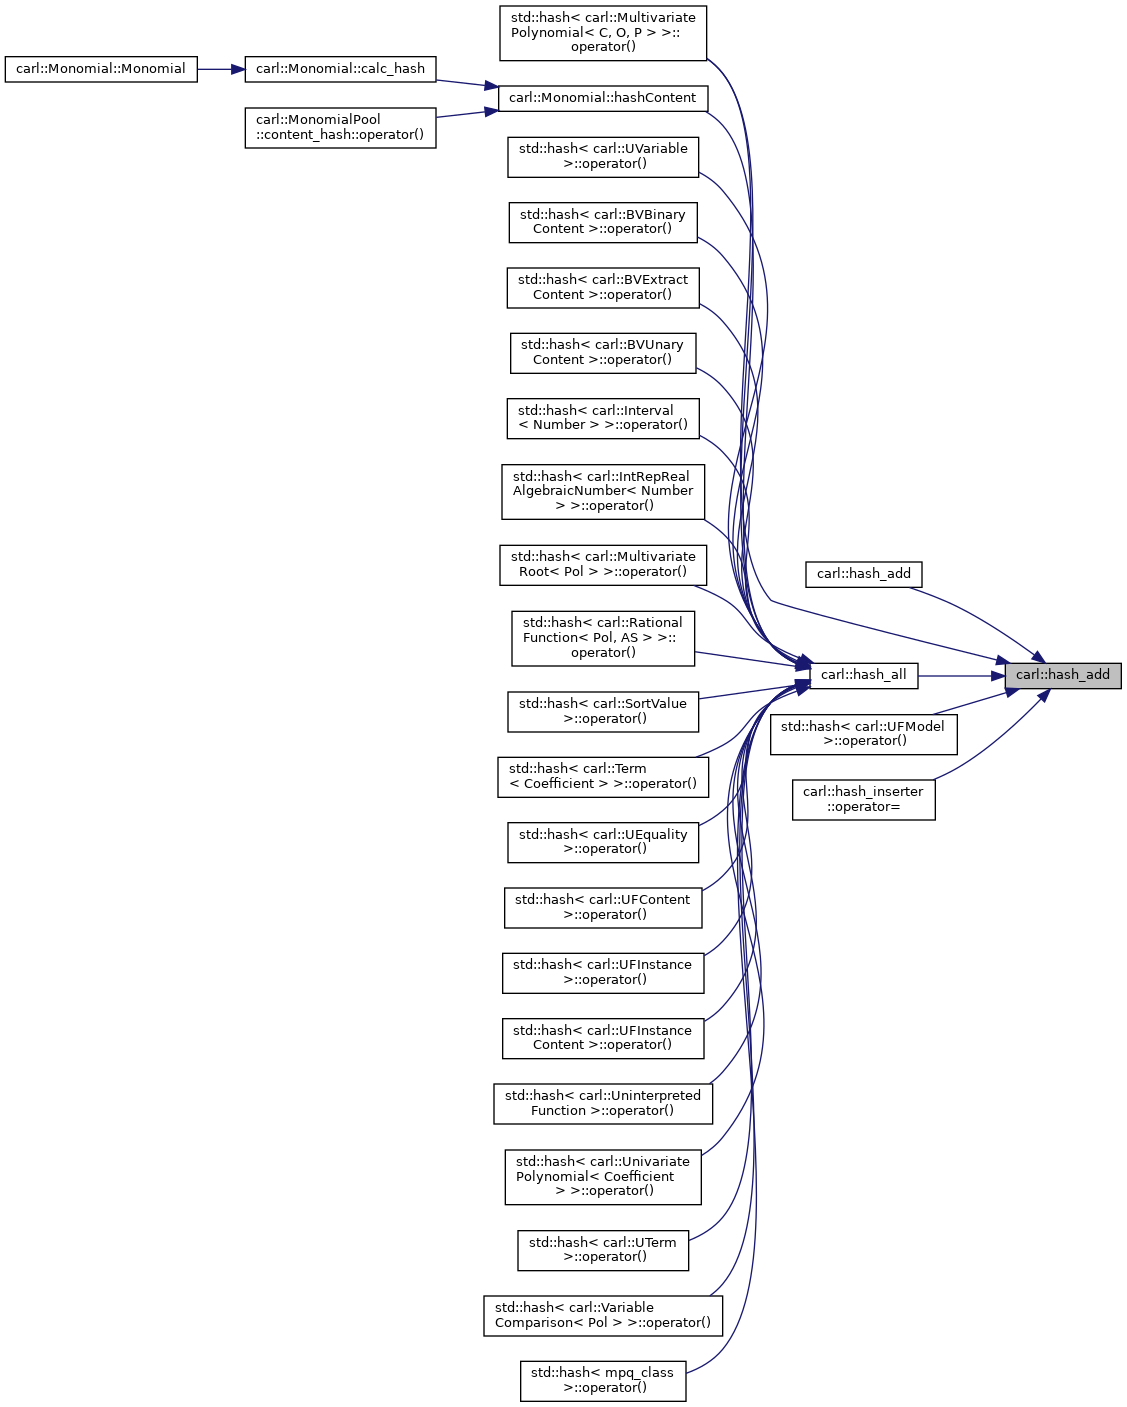 std::hash< carl::Multivariate
Polynomial< C, O, P > >::
operator()
carl::Monomial::Monomial
carl::Monomial::calc_hash
carl::Monomial::hashContent
carl::MonomialPool
::content_hash::operator()
std::hash< carl::UVariable
>::operator()
std::hash< carl::BVBinary
Content >::operator()
std::hash< carl::BVExtract
Content >::operator()
std::hash< carl::BVUnary
Content >::operator()
std::hash< carl::Interval
< Number > >::operator()
std::hash< carl::IntRepReal
AlgebraicNumber< Number
> >::operator()
std::hash< carl::Multivariate
Root< Pol > >::operator()
carl::hash_add
std::hash< carl::Rational
Function< Pol, AS > >::
operator()
carl::hash_all
carl::hash_add
std::hash< carl::SortValue
>::operator()
std::hash< carl::UFModel
>::operator()
std::hash< carl::Term
< Coefficient > >::operator()
carl::hash_inserter
::operator=
std::hash< carl::UEquality
>::operator()
std::hash< carl::UFContent
>::operator()
std::hash< carl::UFInstance
>::operator()
std::hash< carl::UFInstance
Content >::operator()
std::hash< carl::Uninterpreted
Function >::operator()
std::hash< carl::Univariate
Polynomial< Coefficient
> >::operator()
std::hash< carl::UTerm
>::operator()
std::hash< carl::Variable
Comparison< Pol > >::operator()
std::hash< mpq_class
>::operator()